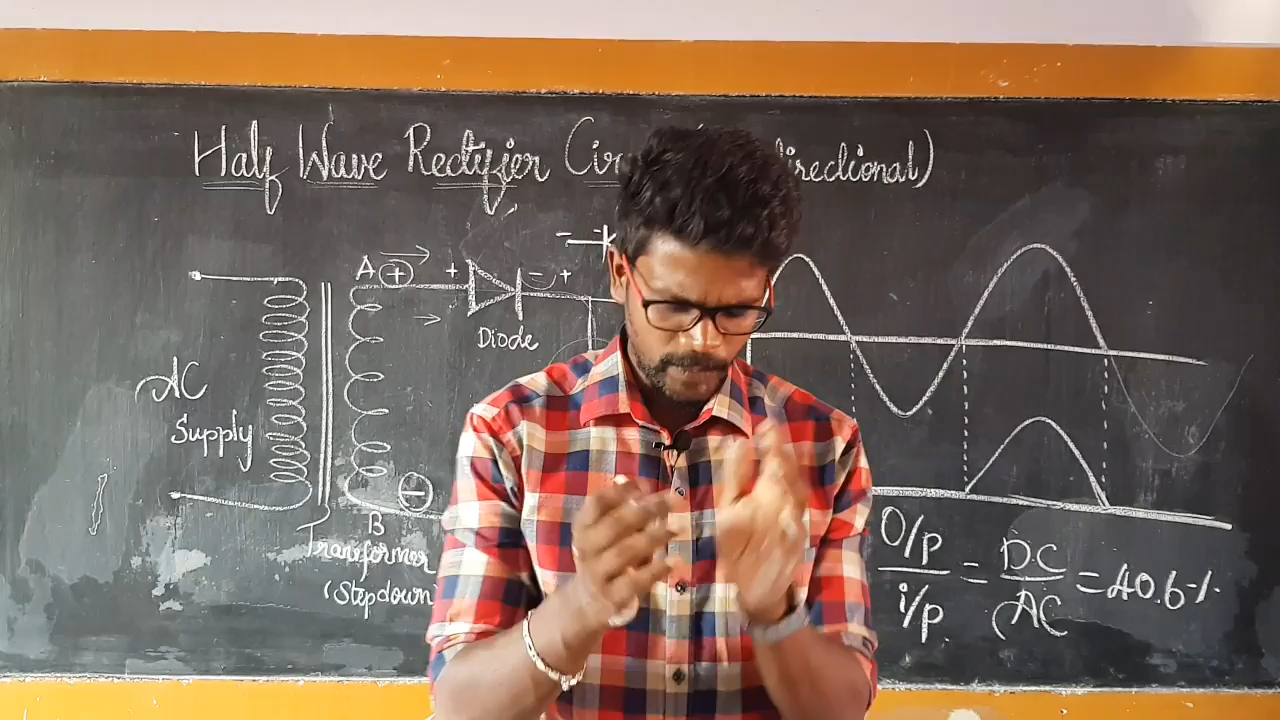 Half Wave Rectifier
A + + - +
Diode
AC
Supply
B -
Transformer
(Stepdown
O/p / i/p = DC / AC = 40.6%